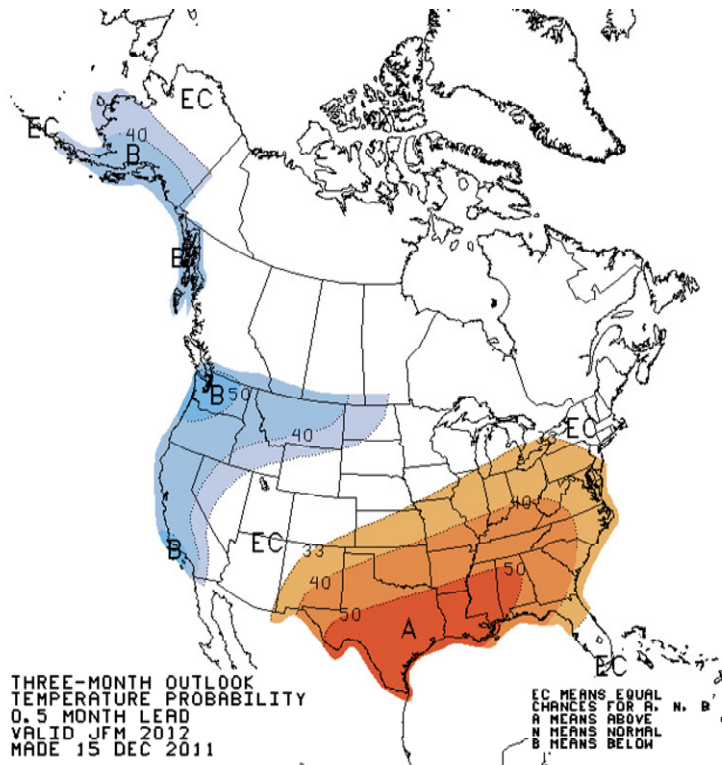 EC
EC
40
B
B
B
50
40
EC
B
EC
33
40
40
50
50
A
EC
THREE-MONTH OUTLOOK
TEMPERATURE PROBABILITY
0.5 MONTH LEAD
VALID JFM 2012
MADE 15 DEC 2011
EC MEANS EQUAL
CHANCES FOR A, N, B
A MEANS ABOVE
N MEANS NORMAL
B MEANS BELOW